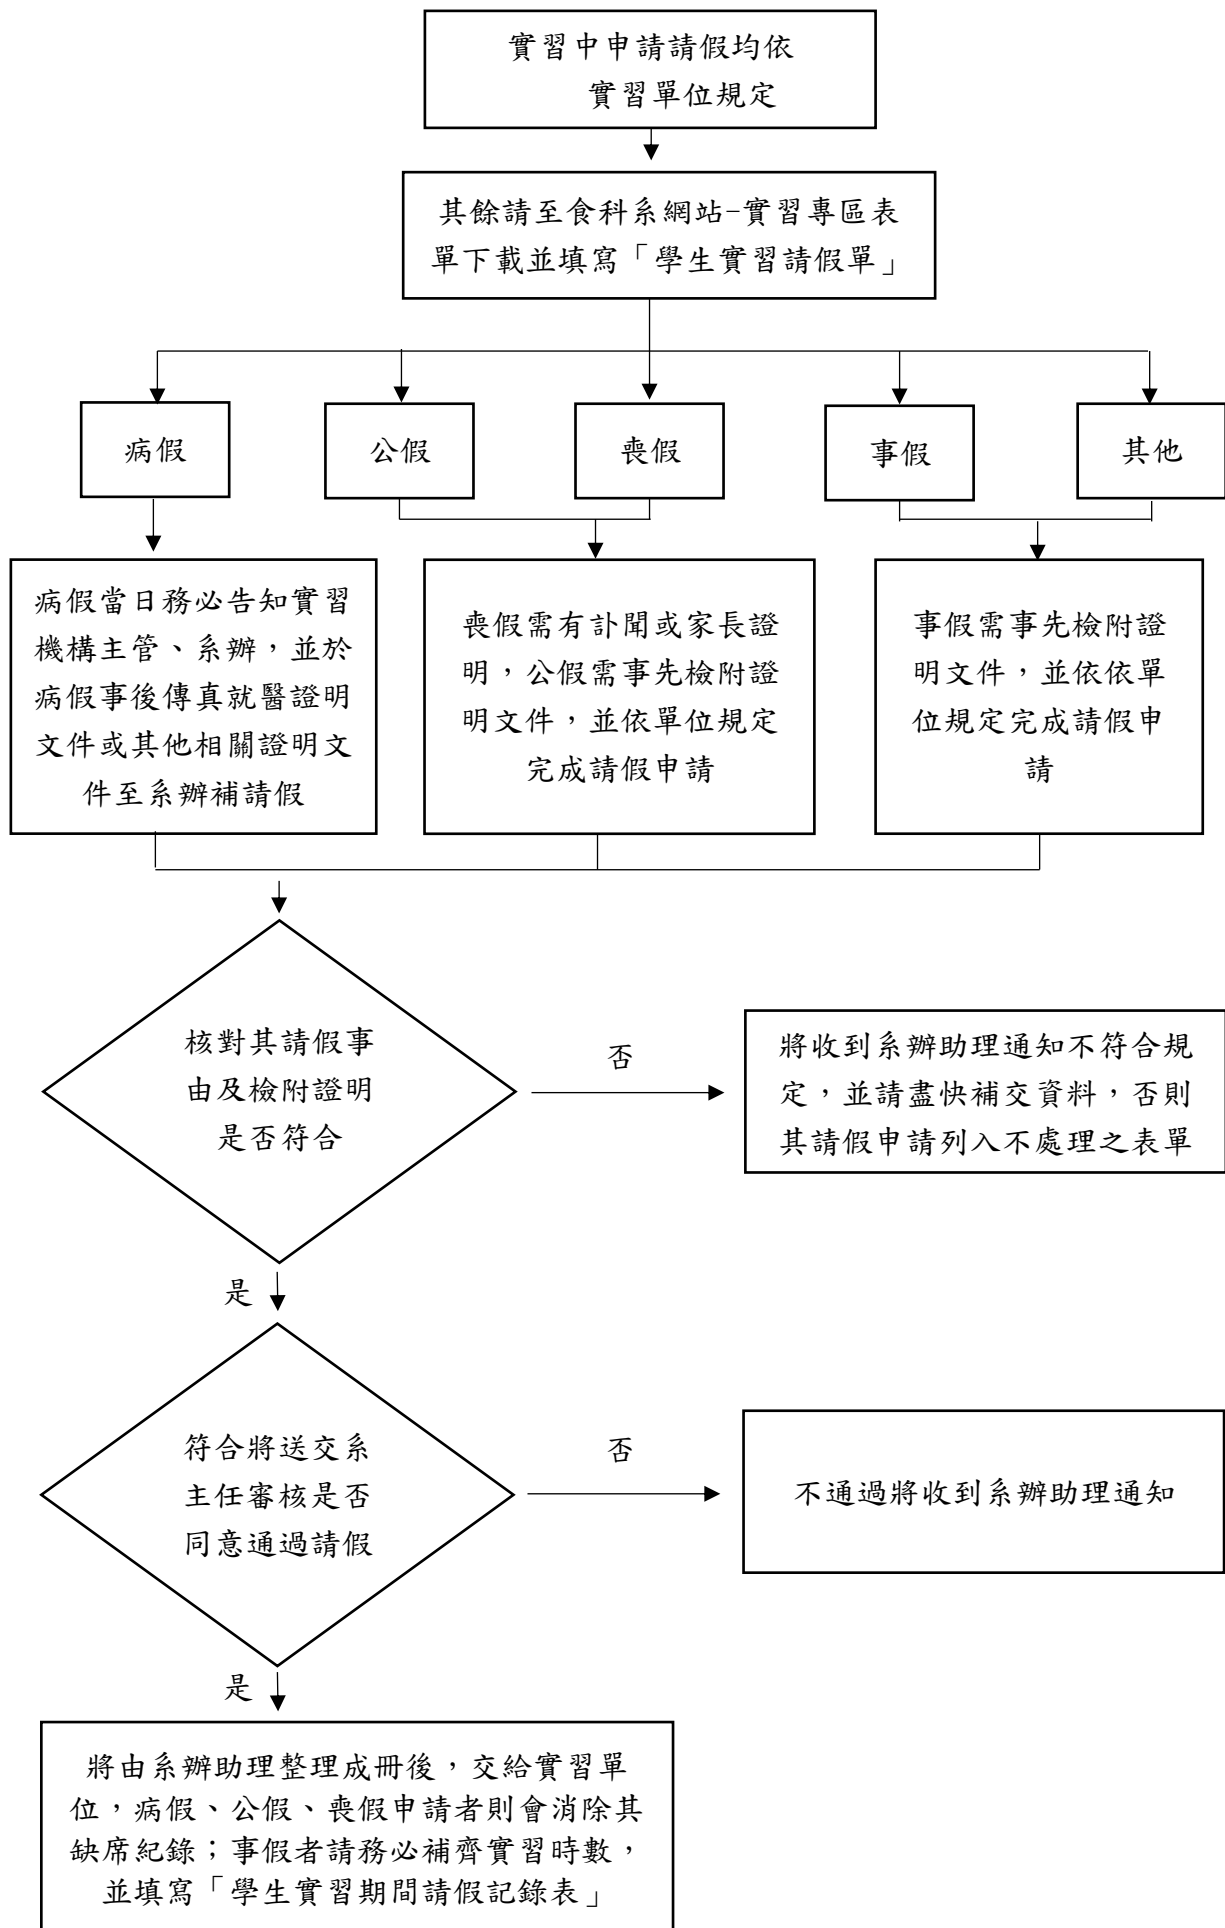 實習中申請請假均依
實習單位規定
其餘請至食科系網站-實習專區表
單下載並填寫「學生實習請假單」
病假
公假
喪假
事假
其他
病假當日務必告知實習
機構主管、系辦，並於
病假事後傳真就醫證明
文件或其他相關證明文
件至系辦補請假
喪假需有訃聞或家長證
明，公假需事先檢附證
明文件，並依單位規定
完成請假申請
事假需事先檢附證
明文件，並依依單
位規定完成請假申
請
核對其請假事
由及檢附證明
是否符合
否
將收到系辦助理通知不符合規
定，並請盡快補交資料，否則
其請假申請列入不處理之表單
是
符合將送交系
主任審核是否
同意通過請假
否
不通過將收到系辦助理通知
是
將由系辦助理整理成冊後，交給實習單
位，病假、公假、喪假申請者則會消除其
缺席紀錄；事假者請務必補齊實習時數，
並填寫「學生實習期間請假記錄表」